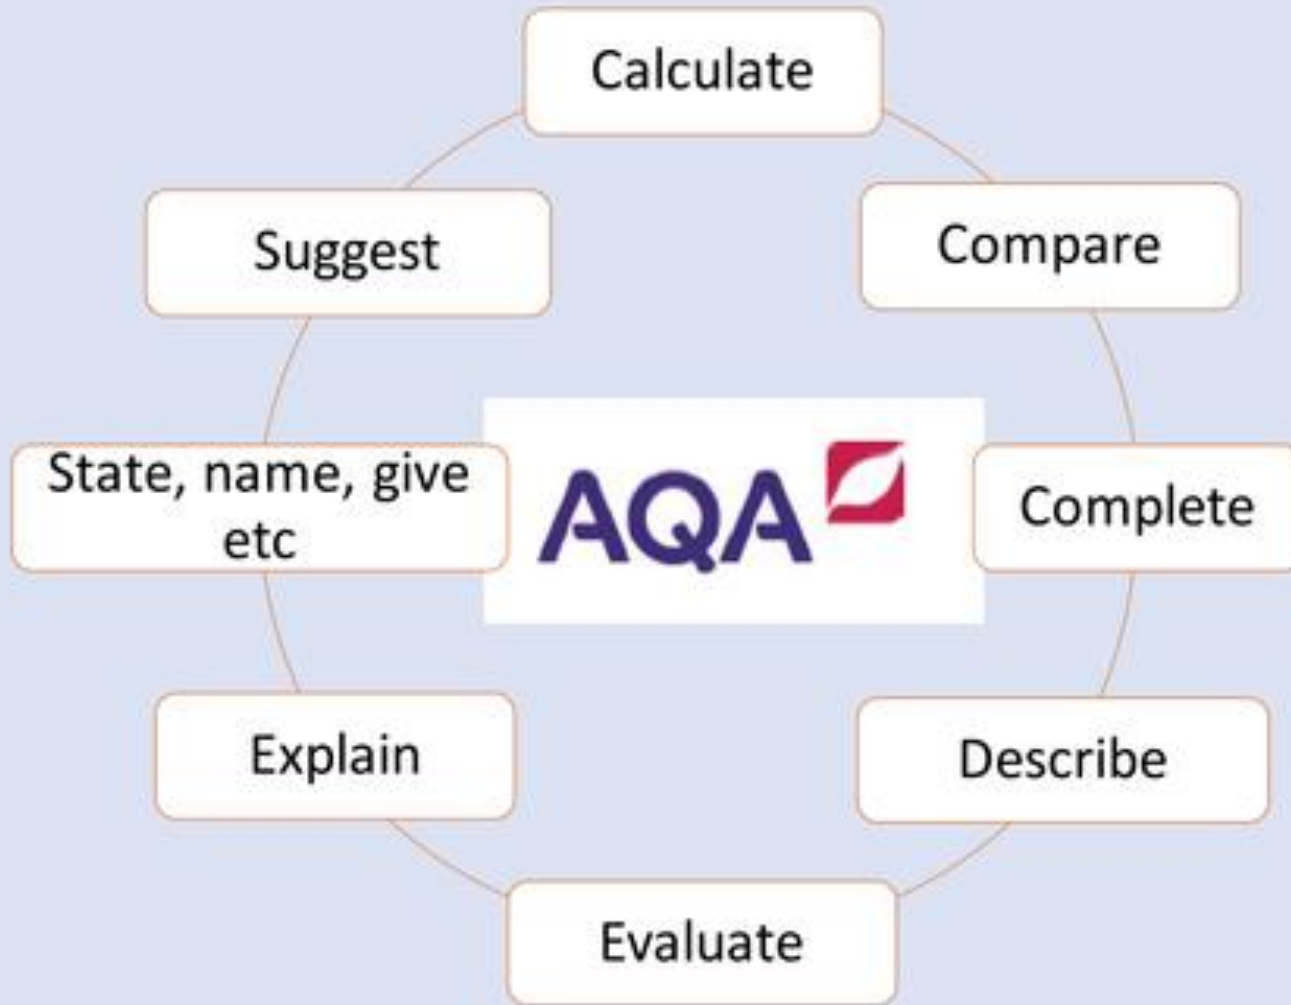 Calculate
Suggest
Compare
State, name, give
etc
AQA
Complete
Explain
Describe
Evaluate